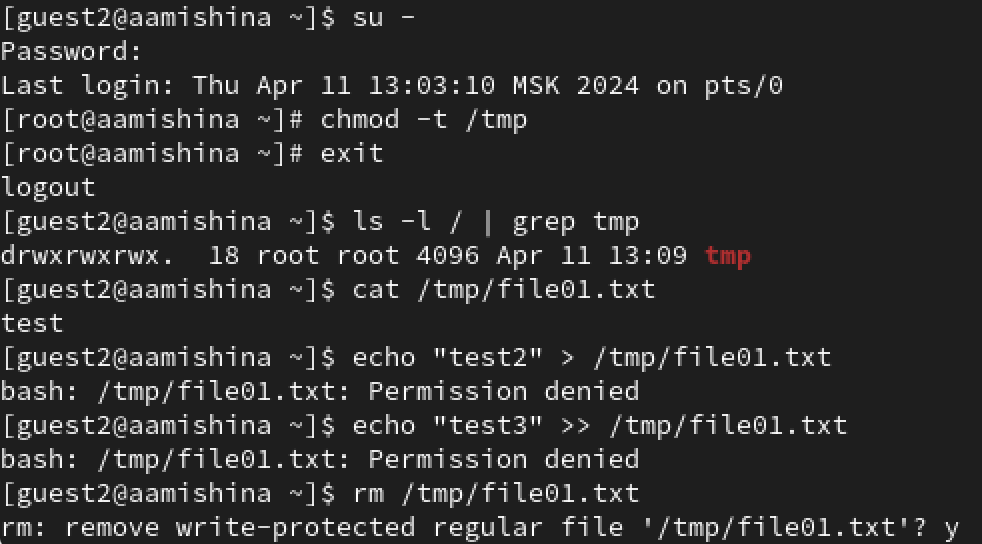 [guest2@aamishina ~]$ su -
Password:
Last login: Thu Apr 11 13:03:10 MSK 2024 on pts/0
[root@aamishina ~]# chmod -t /tmp
[root@aamishina ~]# exit
logout
[guest2@aamishina ~]$ ls -l / | grep tmp
drwxrwxrwx.  18 root root 4096 Apr 11 13:09 tmp
[guest2@aamishina ~]$ cat /tmp/file01.txt
test
[guest2@aamishina ~]$ echo "test2" > /tmp/file01.txt
bash: /tmp/file01.txt: Permission denied
[guest2@aamishina ~]$ echo "test3" >> /tmp/file01.txt
bash: /tmp/file01.txt: Permission denied
[guest2@aamishina ~]$ rm /tmp/file01.txt
rm: remove write-protected regular file '/tmp/file01.txt'? y